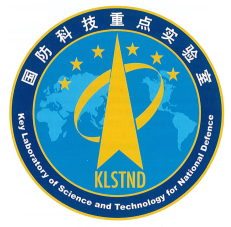 国防科技重点实验室
KLSTND
Key Laboratory of Science and Technology for National Defence